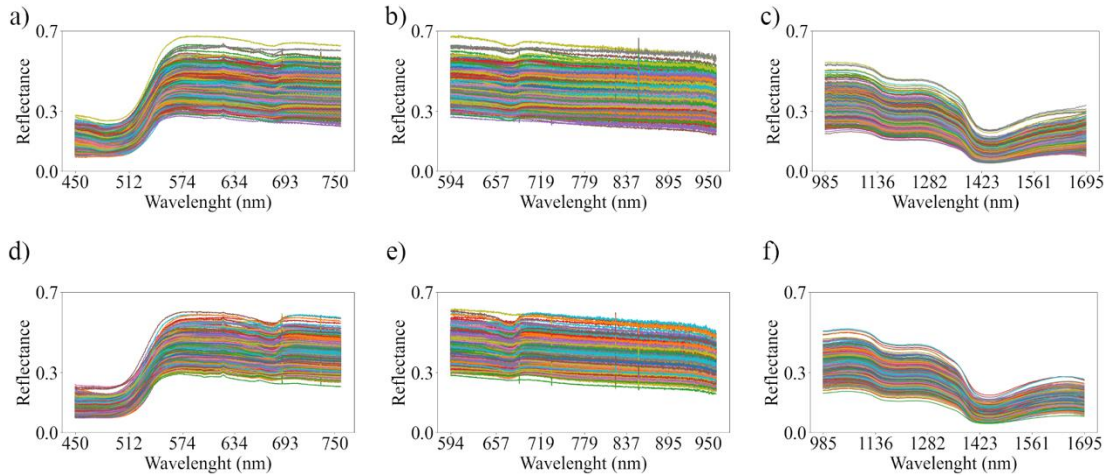 a)
b)
c)
0.7
0.3
0.0
Reflectance
450 512 574 634 693 750
Wavelenght (nm)
0.7
0.3
0.0
Reflectance
594 657 719 779 837 895 950
Wavelenght (nm)
0.7
0.3
0.0
Reflectance
985 1136 1282 1423 1561 1695
Wavelenght (nm)
d)
e)
f)
0.7
0.3
0.0
Reflectance
450 512 574 634 693 750
Wavelenght (nm)
0.7
0.3
0.0
Reflectance
594 657 719 779 837 895 950
Wavelenght (nm)
0.7
0.3
0.0
Reflectance
985 1136 1282 1423 1561 1695
Wavelenght (nm)